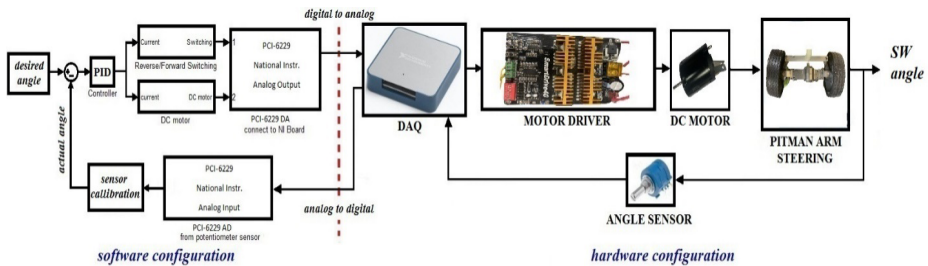 digital to analog
desired
angle
PID
Controller
Current
Switching
1
Reverse/Forward Switching
current
DC motor
2
DC motor
PCI-6229
National Instr.
Analog Output
PCI-6229 DA
connect to NI Board
DAQ
MOTOR DRIVER
DC MOTOR
PITMAN ARM
STEERING
SW
angle
actual angle
sensor
callibration
PCI-6229
National Instr.
Analog Input
PCI-6229 AD
from potentiometer sensor
analog to digital
ANGLE SENSOR
software configuration
hardware configuration